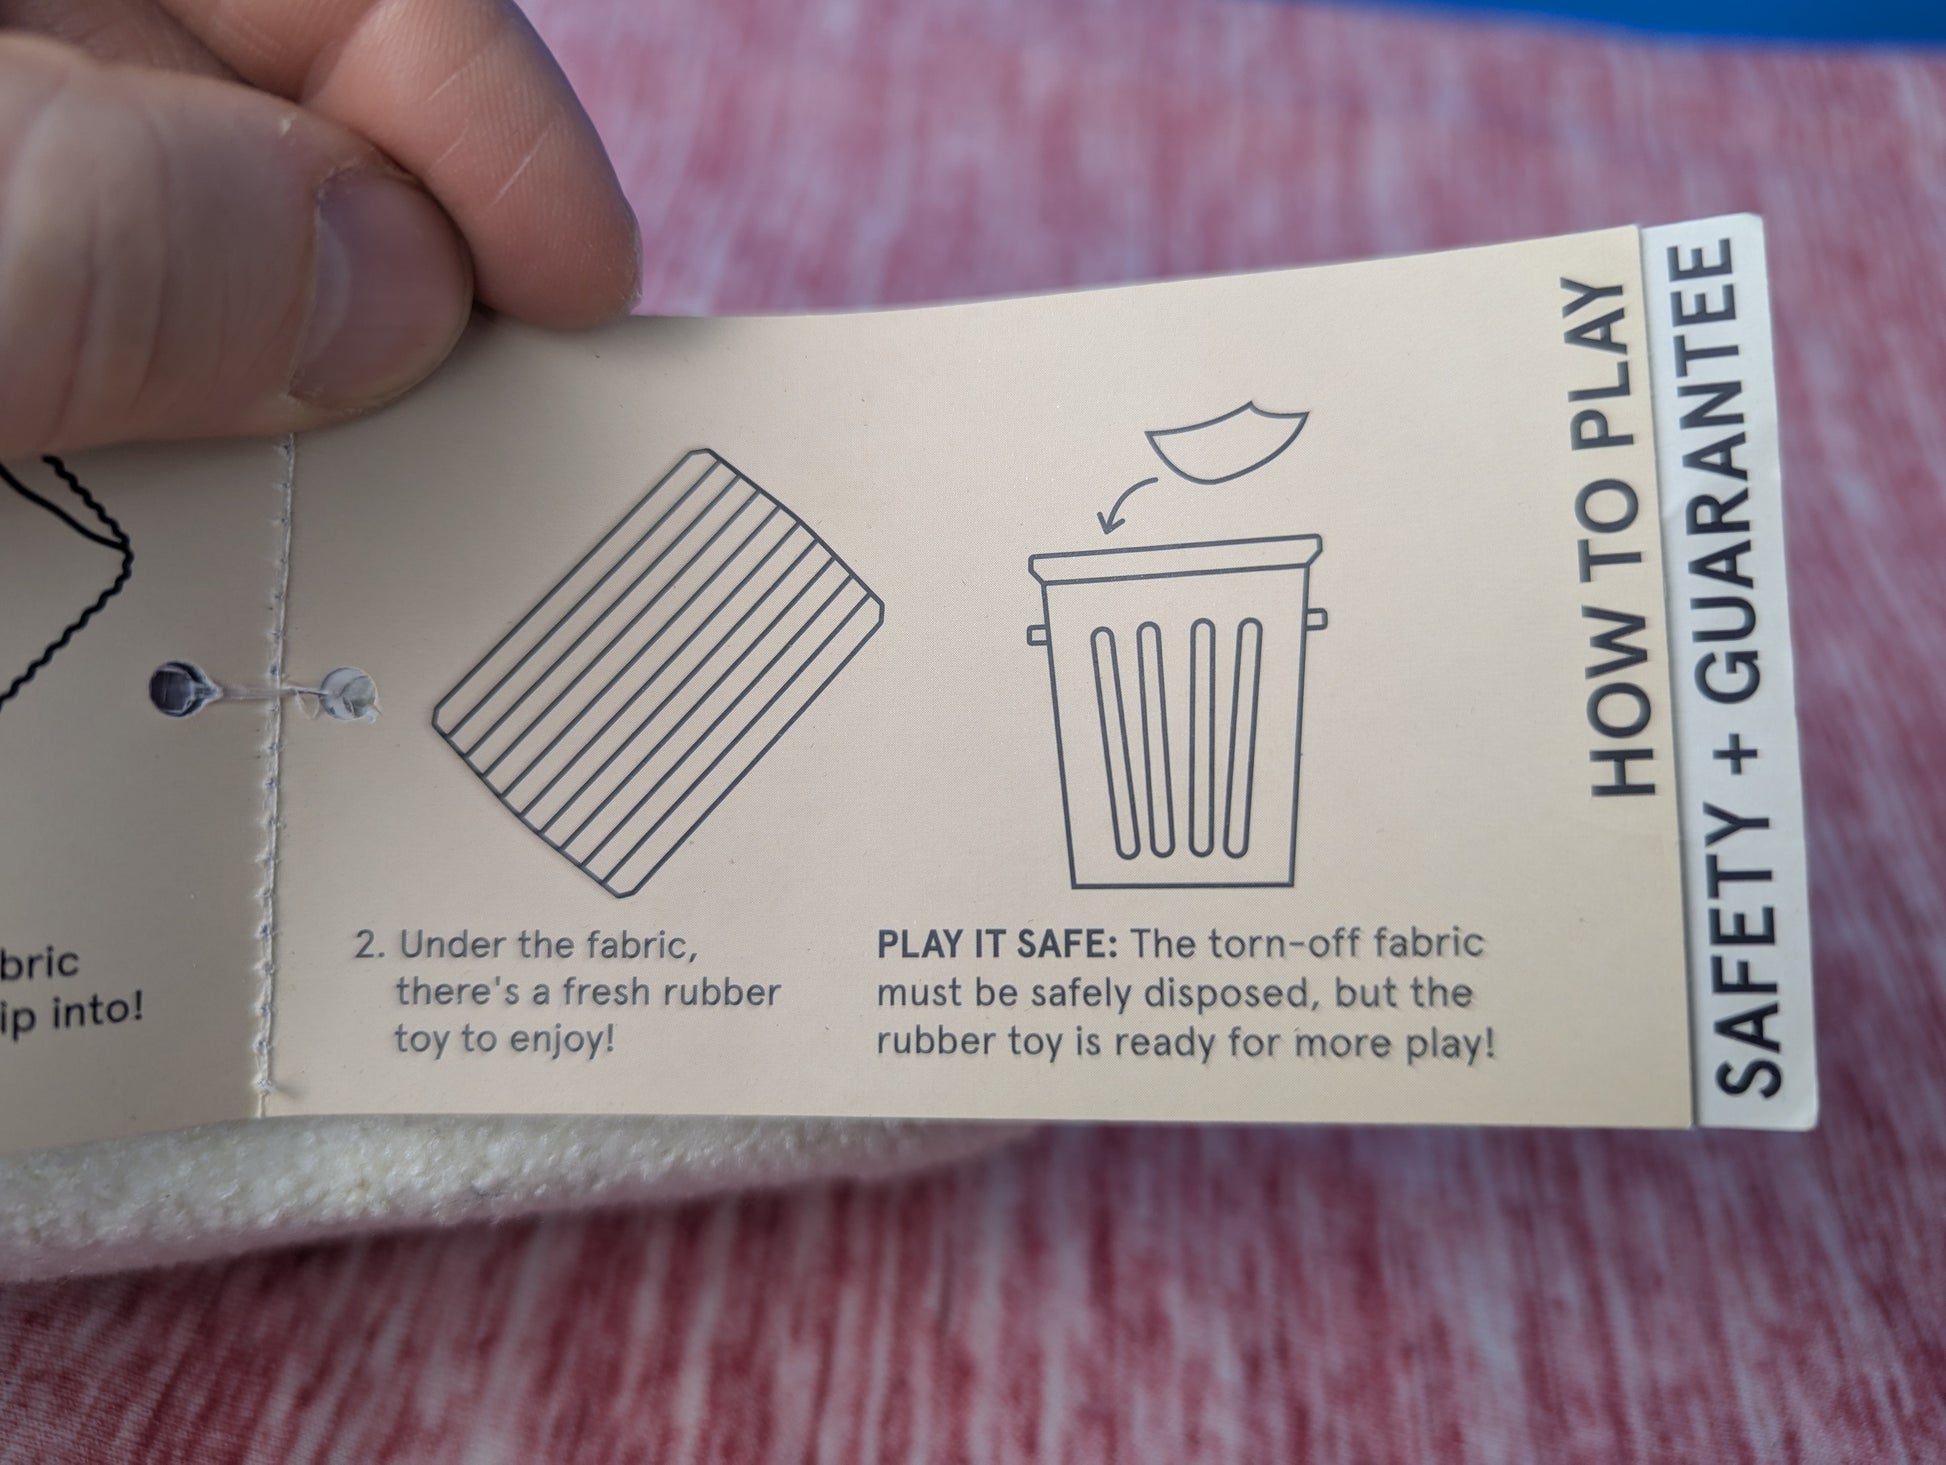 bric
ip into!
2. Under the fabric,
there's a fresh rubber
toy to enjoy!
PLAY IT SAFE: The torn-off fabric
must be safely disposed, but the
rubber toy is ready for more play!
HOW TO PLAY
SAFETY + GUARANTEE